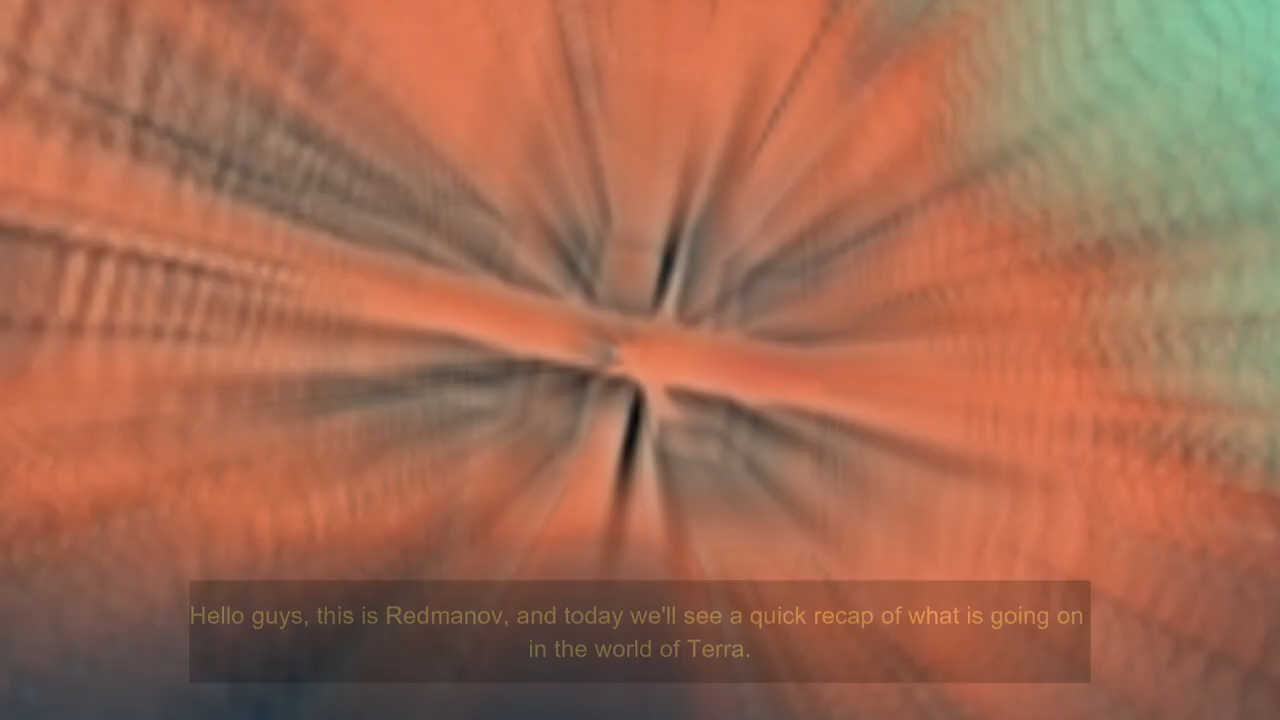 Hello guys, this is Redmanov, and today we'll see a quick recap of what is going on
in the world of Terra.